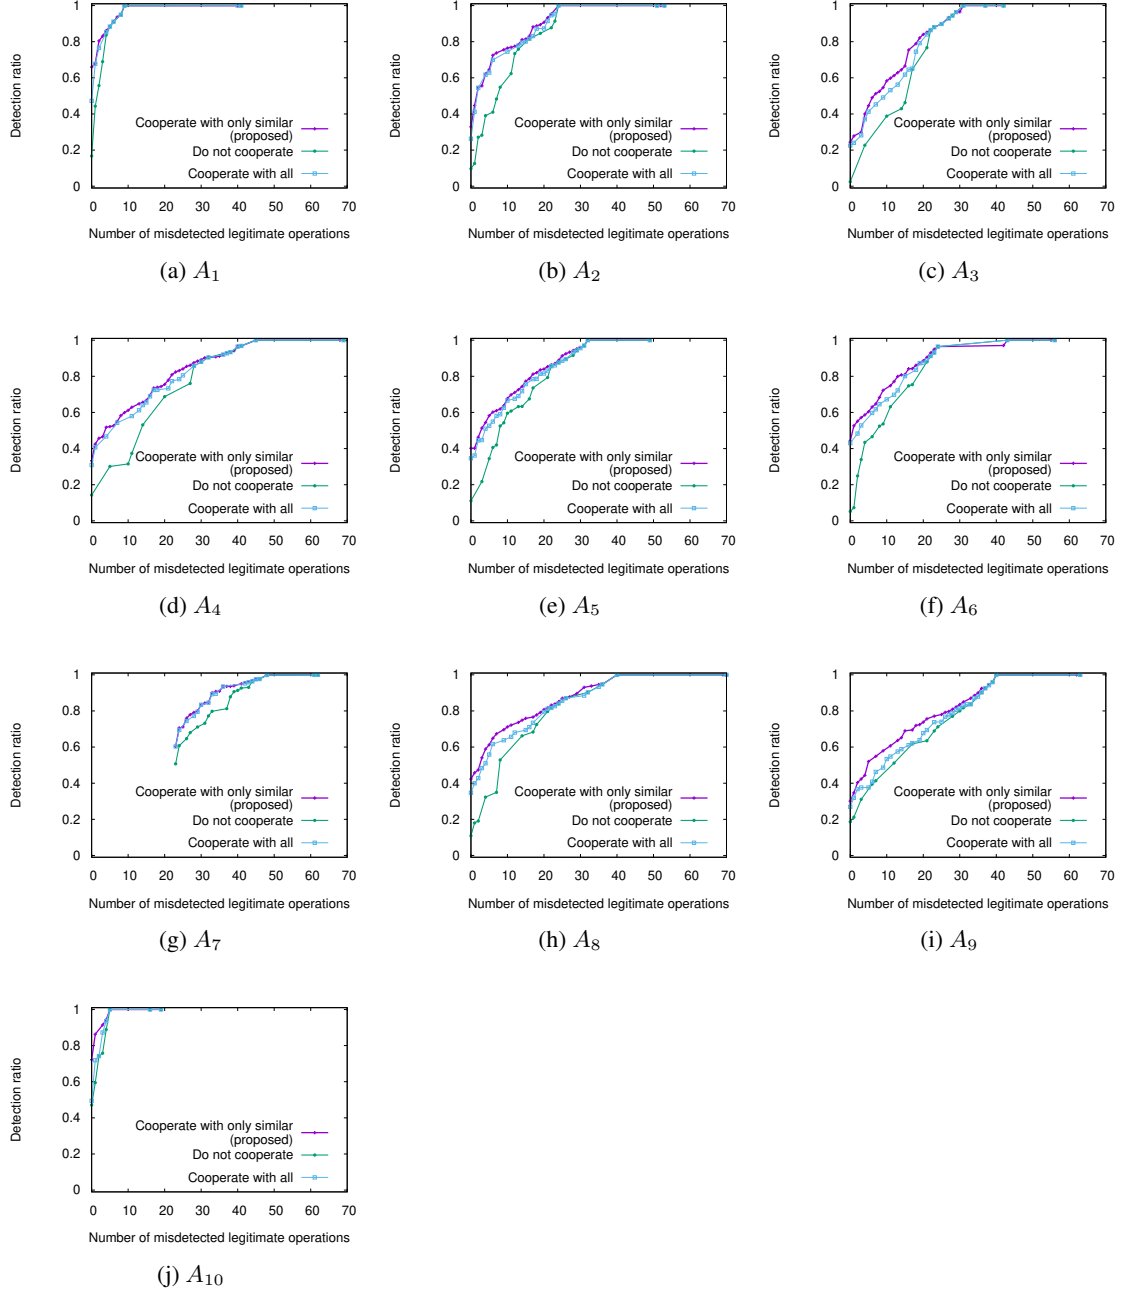 1
0.8
0.6
0.4
0.2
0
Detection ratio
Cooperate with only similar
(proposed)
Do not cooperate
Cooperate with all
0 10 20 30 40 50 60 70
Number of misdetected legitimate operations
(a) A1
1
0.8
0.6
0.4
0.2
0
Detection ratio
Cooperate with only similar
(proposed)
Do not cooperate
Cooperate with all
0 10 20 30 40 50 60 70
Number of misdetected legitimate operations
(b) A2
1
0.8
0.6
0.4
0.2
0
Detection ratio
Cooperate with only similar
(proposed)
Do not cooperate
Cooperate with all
0 10 20 30 40 50 60 70
Number of misdetected legitimate operations
(c) A3
1
0.8
0.6
0.4
0.2
0
Detection ratio
Cooperate with only similar
(proposed)
Do not cooperate
Cooperate with all
0 10 20 30 40 50 60 70
Number of misdetected legitimate operations
(d) A4
1
0.8
0.6
0.4
0.2
0
Detection ratio
Cooperate with only similar
(proposed)
Do not cooperate
Cooperate with all
0 10 20 30 40 50 60 70
Number of misdetected legitimate operations
(e) A5
1
0.8
0.6
0.4
0.2
0
Detection ratio
Cooperate with only similar
(proposed)
Do not cooperate
Cooperate with all
0 10 20 30 40 50 60 70
Number of misdetected legitimate operations
(f) A6
1
0.8
0.6
0.4
0.2
0
Detection ratio
Cooperate with only similar
(proposed)
Do not cooperate
Cooperate with all
0 10 20 30 40 50 60 70
Number of misdetected legitimate operations
(g) A7
1
0.8
0.6
0.4
0.2
0
Detection ratio
Cooperate with only similar
(proposed)
Do not cooperate
Cooperate with all
0 10 20 30 40 50 60 70
Number of misdetected legitimate operations
(h) A8
1
0.8
0.6
0.4
0.2
0
Detection ratio
Cooperate with only similar
(proposed)
Do not cooperate
Cooperate with all
0 10 20 30 40 50 60 70
Number of misdetected legitimate operations
(i) A9
1
0.8
0.6
0.4
0.2
0
Detection ratio
Cooperate with only similar
(proposed)
Do not cooperate
Cooperate with all
0 10 20 30 40 50 60 70
Number of misdetected legitimate operations
(j) A10